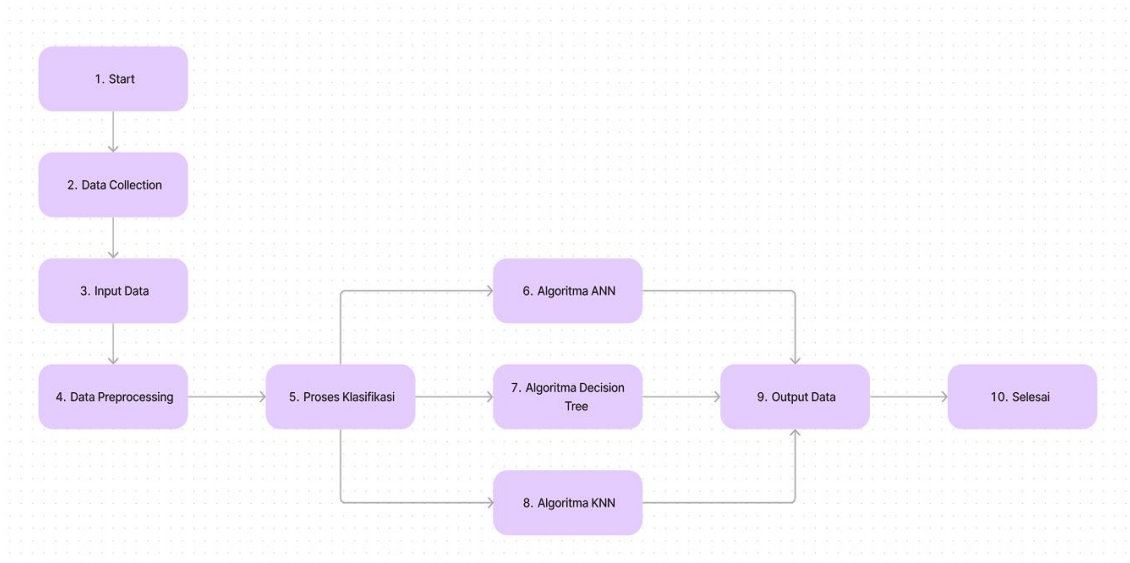 1. Start
2. Data Collection
3. Input Data
4. Data Preprocessing
5. Proses Klasifikasi
6. Algoritma ANN
7. Algoritma Decision
Tree
8. Algoritma KNN
9. Output Data
10. Selesai